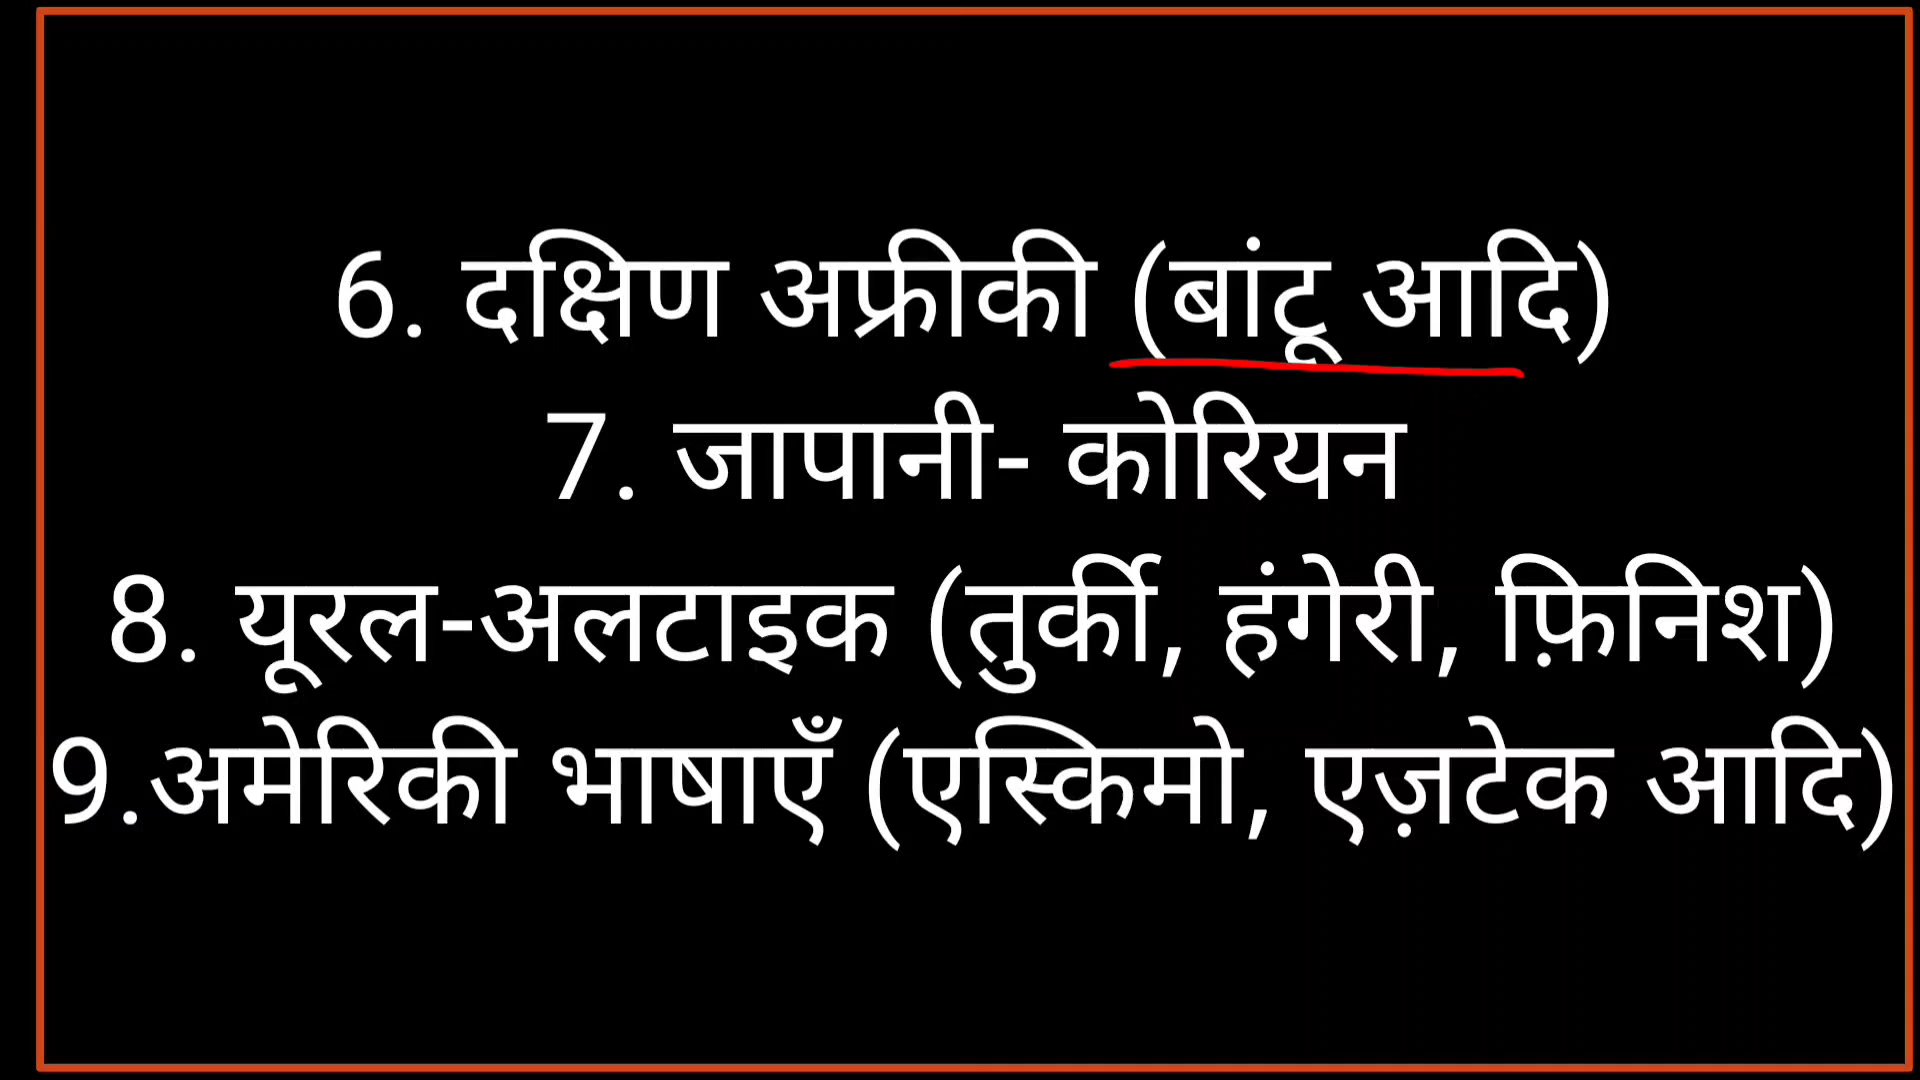 6. दक्षिण अफ्रीकी (बांटू आदि)
7. जापानी- कोरियन
8. यूरल-अलटाइक (तुर्की, हंगेरी, फ़िनिश)
9.अमेरिकी भाषाएँ (एस्किमो, एज़टेक आदि)